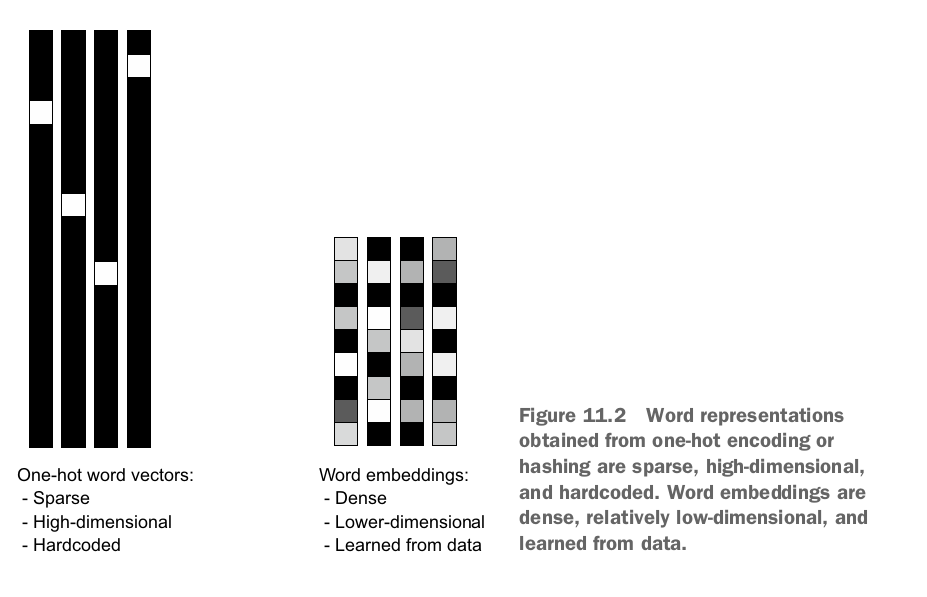 One-hot word vectors:
- Sparse
- High-dimensional
- Hardcoded
Word embeddings:
- Dense
- Lower-dimensional
- Learned from data
Figure 11.2 Word representations
obtained from one-hot encoding or
hashing are sparse, high-dimensional,
and hardcoded. Word embeddings are
dense, relatively low-dimensional, and
learned from data.